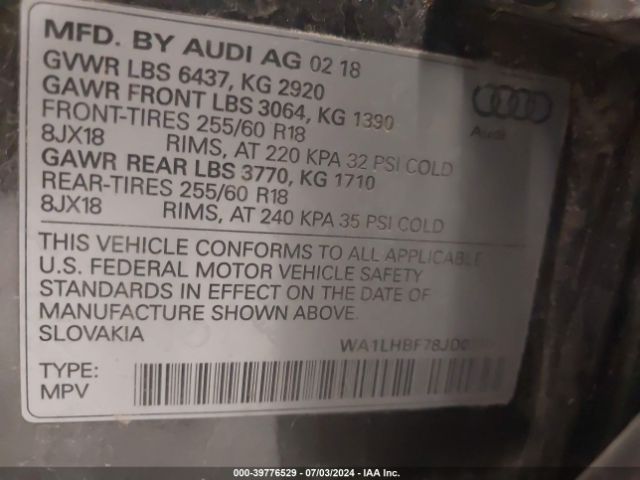 MFD. BY AUDI AG 02 18
GVWR LBS 6437, KG 2920
GAWR FRONT LBS 3064, KG 1390
FRONT-TIRES 255/60 R18
8JX18 RIMS, AT 220 KPA 32 PSI COLD
GAWR REAR LBS 3770, KG 1710
REAR-TIRES 255/60 R18
8JX18 RIMS, AT 240 KPA 35 PSI COLD
Audi
THIS VEHICLE CONFORMS TO ALL APPLICABLE
U.S. FEDERAL MOTOR VEHICLE SAFETY
STANDARDS IN EFFECT ON THE DATE OF
MANUFACTURE SHOWN ABOVE.
SLOVAKIA
TYPE:
MPV
000-39776529 - 07/03/2024 - IAA Inc.